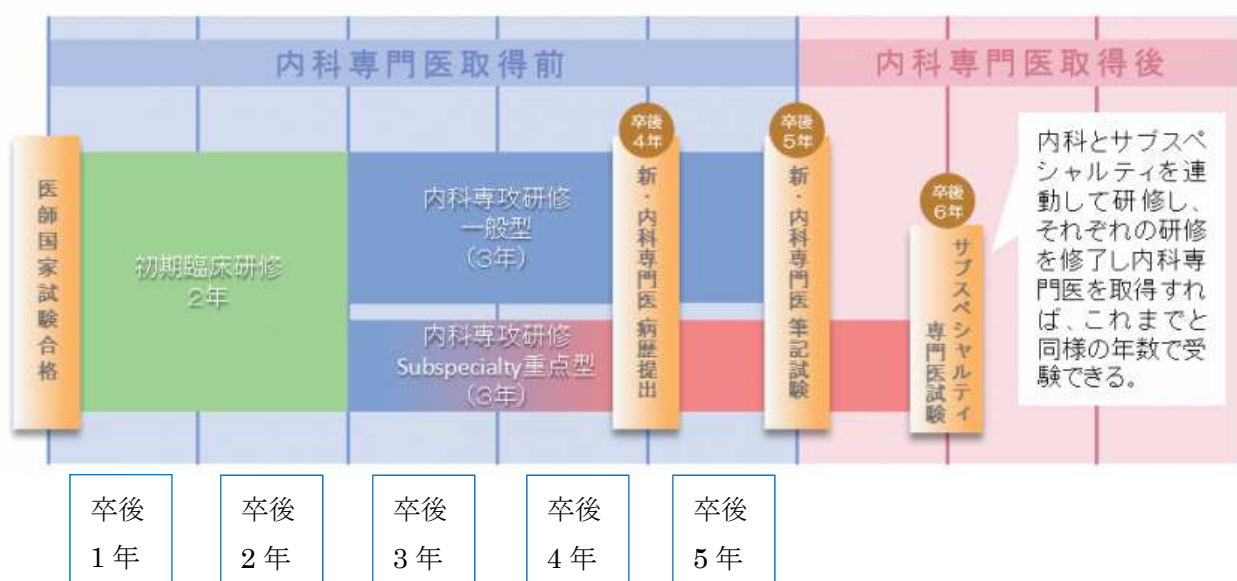 内科専門医取得前
内科専門医取得後
医師国家試験合格
初期臨床研修
2年
内科専攻研修
一般型
(3年)
内科専攻研修
Subspecialty重点型
(3年)
卒後
4年
新・内科専門医 病歴提出
卒後
5年
新・内科専門医 筆記試験
卒後
6年
サブスペシャルティ
専門医試験
内科とサブスペ
シャルティを連
動して研修し、
それぞれの研修
を修了し内科専
門医を取得すれ
ば、これまでと
同様の年数で受
験できる。
卒後
1年
卒後
2年
卒後
3年
卒後
4年
卒後
5年